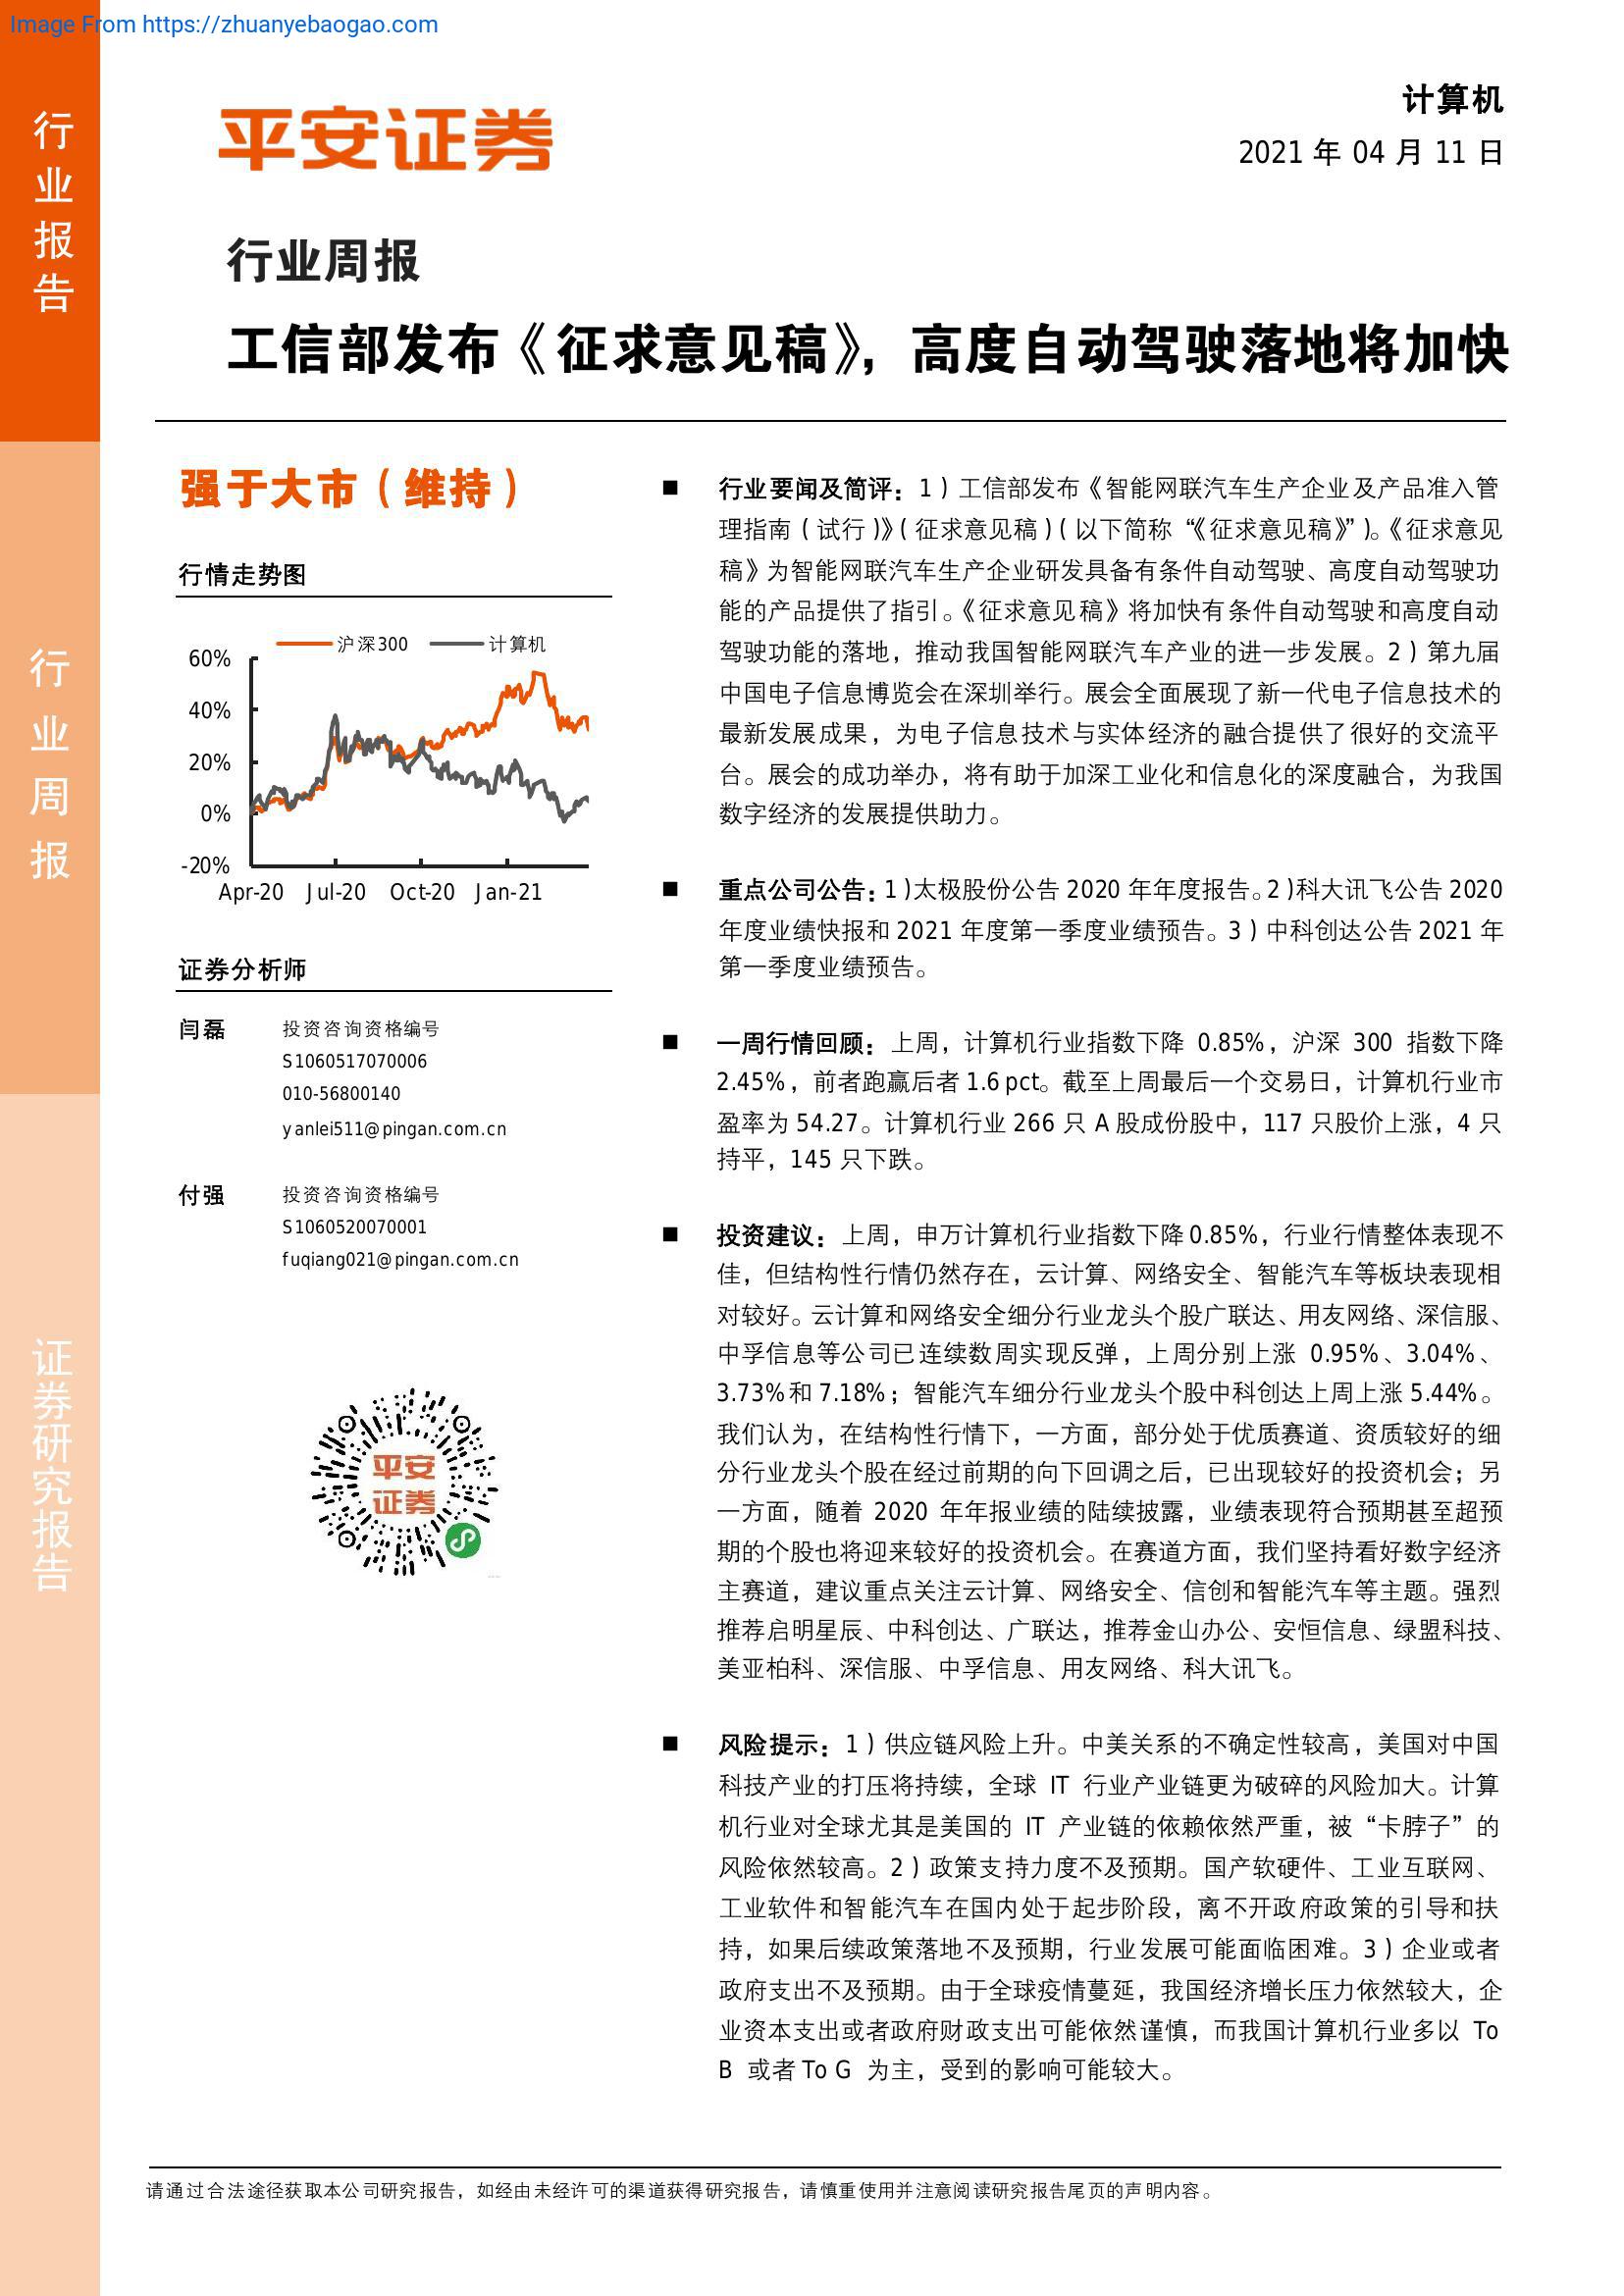 Image From https://zhuanyebaogao.com
行业报告
行业周报
证券研究报告
平安证券
计算机
2021 年 04 月 11 日
行业周报
工信部发布《征求意见稿》，高度自动驾驶落地将加快
强于大市（维持）
行情走势图
沪深300 计算机
60%
40%
20%
0%
-20%
Apr-20 Jul-20 Oct-20 Jan-21
证券分析师
闫磊 投资咨询资格编号
S1060517070006
010-56800140
yanlei511@pingan.com.cn
付强 投资咨询资格编号
S1060520070001
fuqiang021@pingan.com.cn
平安
证券
■ 行业要闻及简评：1）工信部发布《智能网联汽车生产企业及产品准入管
理指南（试行）》（征求意见稿）（以下简称“《征求意见稿》”）。《征求意见
稿》为智能网联汽车生产企业研发具备有条件自动驾驶、高度自动驾驶功
能的产品提供了指引。《征求意见稿》将加快有条件自动驾驶和高度自动
驾驶功能的落地，推动我国智能网联汽车产业的进一步发展。2）第九届
中国电子信息博览会在深圳举行。展会全面展现了新一代电子信息技术的
最新发展成果，为电子信息技术与实体经济的融合提供了很好的交流平
台。展会的成功举办，将有助于加深工业化和信息化的深度融合，为我国
数字经济的发展提供助力。
■ 重点公司公告：1）太极股份公告 2020 年年度报告。2）科大讯飞公告 2020
年度业绩快报和 2021 年度第一季度业绩预告。3）中科创达公告 2021 年
第一季度业绩预告。
■ 一周行情回顾：上周，计算机行业指数下降 0.85%，沪深 300 指数下降
2.45%，前者跑赢后者 1.6pct。截至上周最后一个交易日，计算机行业市
盈率为 54.27。计算机行业 266 只 A 股成份股中，117 只股价上涨，4 只
持平，145 只下跌。
■ 投资建议：上周，申万计算机行业指数下降 0.85%，行业行情整体表现不
佳，但结构性行情仍然存在，云计算、网络安全、智能汽车等板块表现相
对较好。云计算和网络安全细分行业龙头个股广联达、用友网络、深信服、
中孚信息等公司已连续数周实现反弹，上周分别上涨 0.95%、3.04%、
3.73%和 7.18%；智能汽车细分行业龙头个股中科创达上周上涨 5.44%。
我们认为，在结构性行情下，一方面，部分处于优质赛道、资质较好的细
分行业龙头个股在经过前期的向下回调之后，已出现较好的投资机会；另
一方面，随着 2020 年年报业绩的陆续披露，业绩表现符合预期甚至超预
期的个股也将迎来较好的投资机会。在赛道方面，我们坚持看好数字经济
主赛道，建议重点关注云计算、网络安全、信创和智能汽车等主题。强烈
推荐启明星辰、中科创达、广联达，推荐金山办公、安恒信息、绿盟科技、
美亚柏科、深信服、中孚信息、用友网络、科大讯飞。
■ 风险提示：1）供应链风险上升。中美关系的不确定性较高，美国对中国
科技产业的打压将持续，全球 IT 行业产业链更为破碎的风险加大。计算
机行业对全球尤其是美国的 IT 产业链的依赖依然严重，被“卡脖子”的
风险依然较高。2）政策支持力度不及预期。国产软硬件、工业互联网、
工业软件和智能汽车在国内处于起步阶段，离不开政府政策的引导和扶
持，如果后续政策落地不及预期，行业发展可能面临困难。3）企业或者
政府支出不及预期。由于全球疫情蔓延，我国经济增长压力依然较大，企
业资本支出或者政府财政支出可能依然谨慎，而我国计算机行业多以 To
B 或者 To G 为主，受到的影响可能较大。
请通过合法途径获取本公司研究报告，如经由未经许可的渠道获得研究报告，请慎重使用并注意阅读研究报告尾页的声明内容。